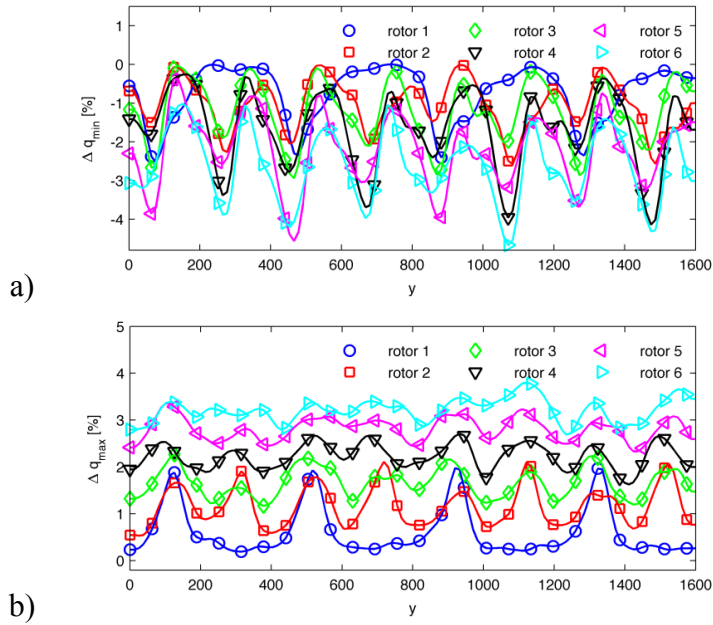 a)
Δ q_min [%]
1
0
-1
-2
-3
-4
rotor 1 rotor 3 rotor 5
rotor 2 rotor 4 rotor 6
0 200 400 600 800 1000 1200 1400 1600
y
b)
Δ q_max [%]
5
4
3
2
1
0
rotor 1 rotor 3 rotor 5
rotor 2 rotor 4 rotor 6
0 200 400 600 800 1000 1200 1400 1600
y